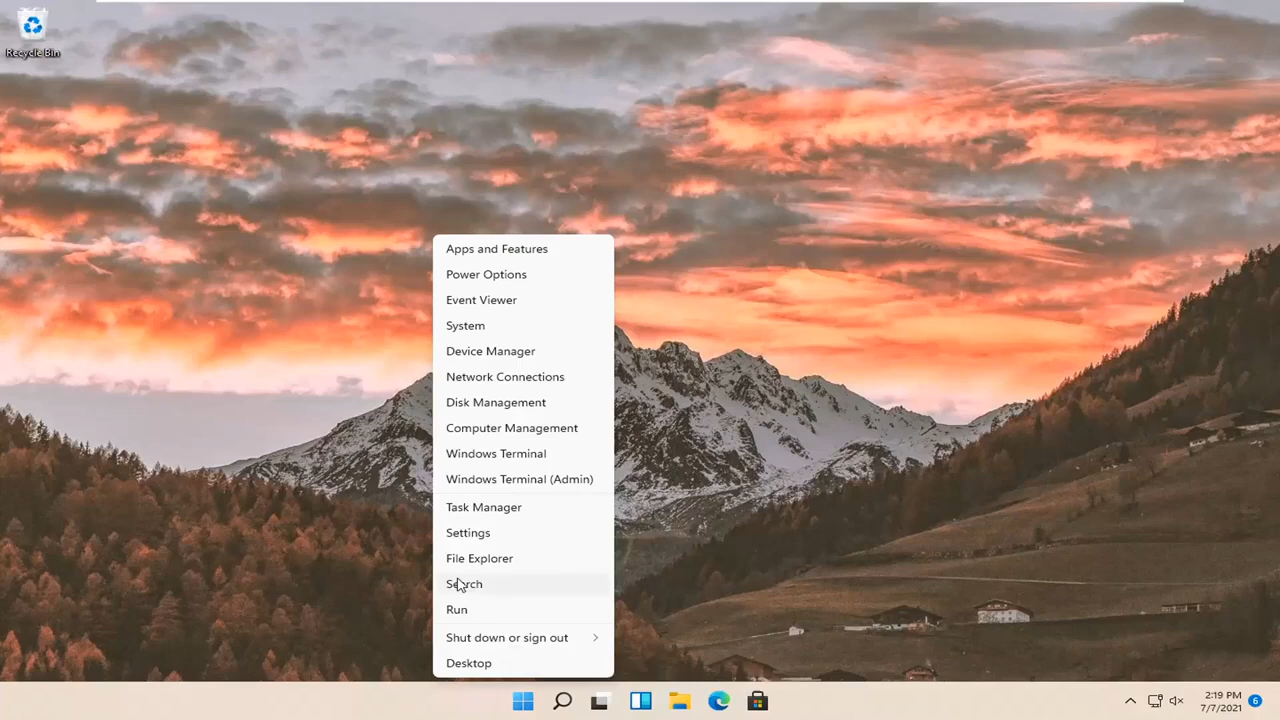 Recycle Bin
Apps and Features
Power Options
Event Viewer
System
Device Manager
Network Connections
Disk Management
Computer Management
Windows Terminal
Windows Terminal (Admin)
Task Manager
Settings
File Explorer
Search
Run
Shut down or sign out
Desktop
2:19 PM
7/7/2021
6